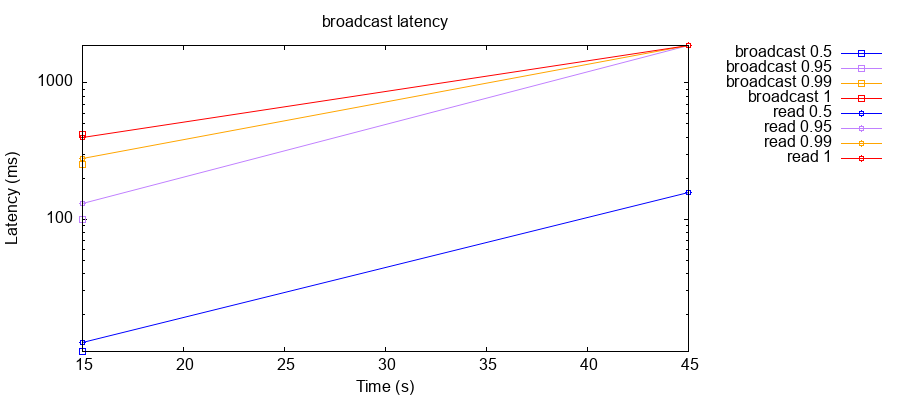 broadcast latency
Latency (ms)
1000
100
15 20 25 30 35 40 45
Time (s)
broadcast 0.5
broadcast 0.95
broadcast 0.99
broadcast 1
read 0.5
read 0.95
read 0.99
read 1